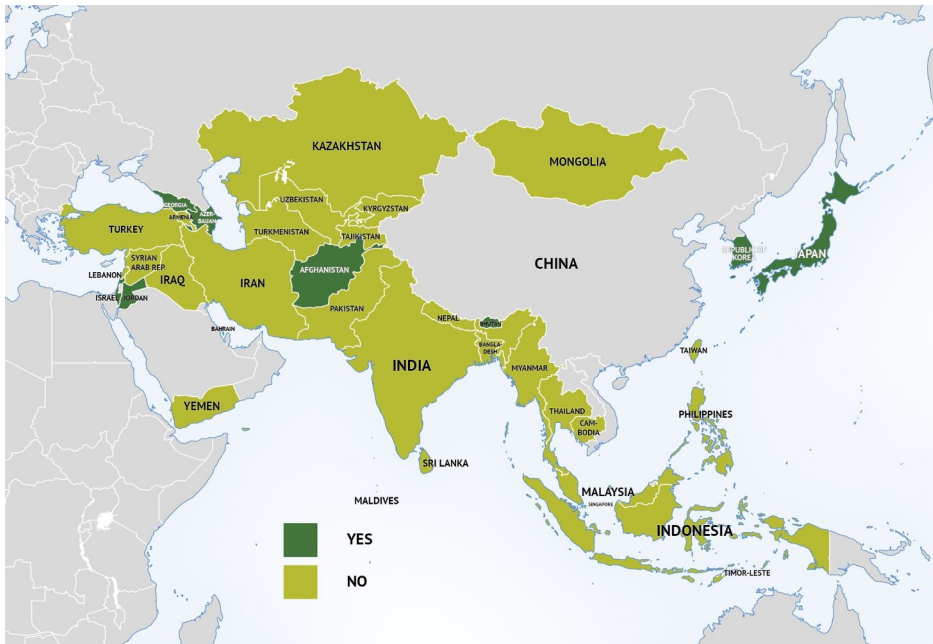 KAZAKHSTAN
MONGOLIA
UZBEKISTAN
KYRGYZSTAN
GEORGIA
ARMENIA
AZER-
BAIJAN
TURKEY
TURKMENISTAN
TAJIKISTAN
SYRIAN
ARAB REP.
LEBANON
IRAQ
IRAN
AFGHANISTAN
CHINA
REPUBLIC OF
KOREA
JAPAN
ISRAEL
JORDAN
BAHRAIN
PAKISTAN
NEPAL
BHUTAN
BANGLA-
DESH
INDIA
MYANMAR
TAIWAN
YEMEN
THAILAND
CAM-
BODIA
PHILIPPINES
SRI LANKA
MALDIVES
MALAYSIA
SINGAPORE
INDONESIA
TIMOR-LESTE
YES
NO